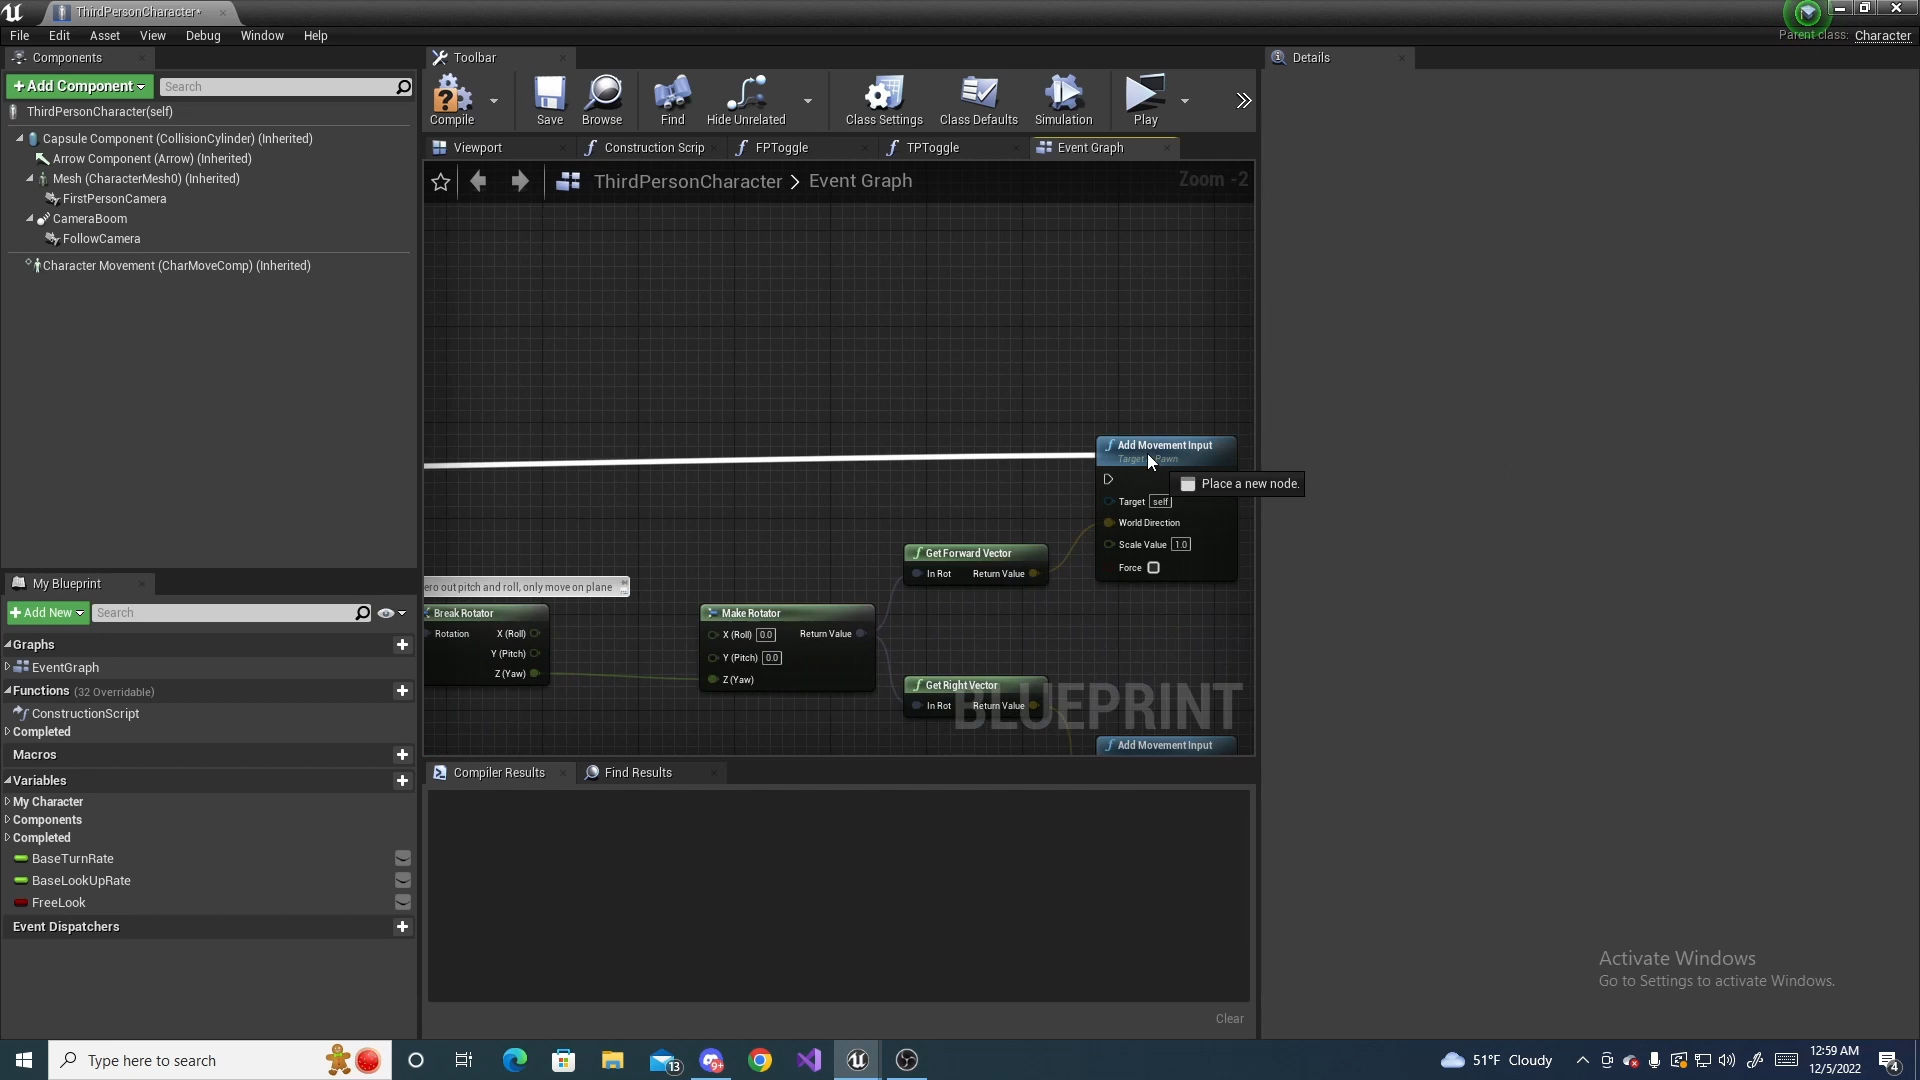 ThirdPersonCharacter*
File Edit Asset View Debug Window Help
Parent class: Character
Components
Toolbar
Details
+Add Component
Search
Compile
Save
Browse
Find
Hide Unrelated
Class Settings
Class Defaults
Simulation
Play
ThirdPersonCharacter(self)
Capsule Component (CollisionCylinder) (Inherited)
Arrow Component (Arrow) (Inherited)
Mesh (CharacterMesh0) (Inherited)
FirstPersonCamera
CameraBoom
FollowCamera
Character Movement (CharMoveComp) (Inherited)
Viewport
Construction Scrip
FPToggle
TPToggle
Event Graph
ThirdPersonCharacter > Event Graph
Zoom -2
Add Movement Input
Target Pawn
Place a new node.
Target self
World Direction
Scale Value 1.0
Force
Get Forward Vector
In Rot Return Value
ero out pitch and roll, only move on plane
Break Rotator
Rotation X (Roll)
Y (Pitch)
Z (Yaw)
Make Rotator
X (Roll) 0.0 Return Value
Y (Pitch) 0.0
Z (Yaw)
Get Right Vector
In Rot Return Value
BLUEPRINT
Add Movement Input
My Blueprint
+Add New
Search
Graphs
EventGraph
Functions (32 Overridable)
ConstructionScript
Completed
Macros
Variables
My Character
Components
Completed
BaseTurnRate
BaseLookUpRate
FreeLook
Event Dispatchers
Compiler Results
Find Results
Clear
Activate Windows
Go to Settings to activate Windows.
Type here to search
13
9+
51°F Cloudy
12:59 AM
12/5/2022
4